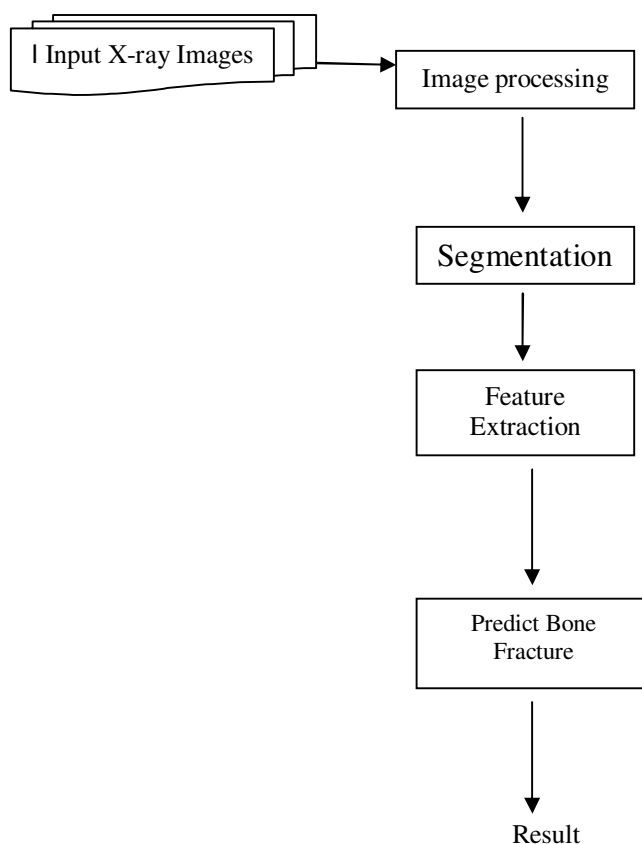 | Input X-ray Images
Image processing
Segmentation
Feature
Extraction
Predict Bone
Fracture
Result